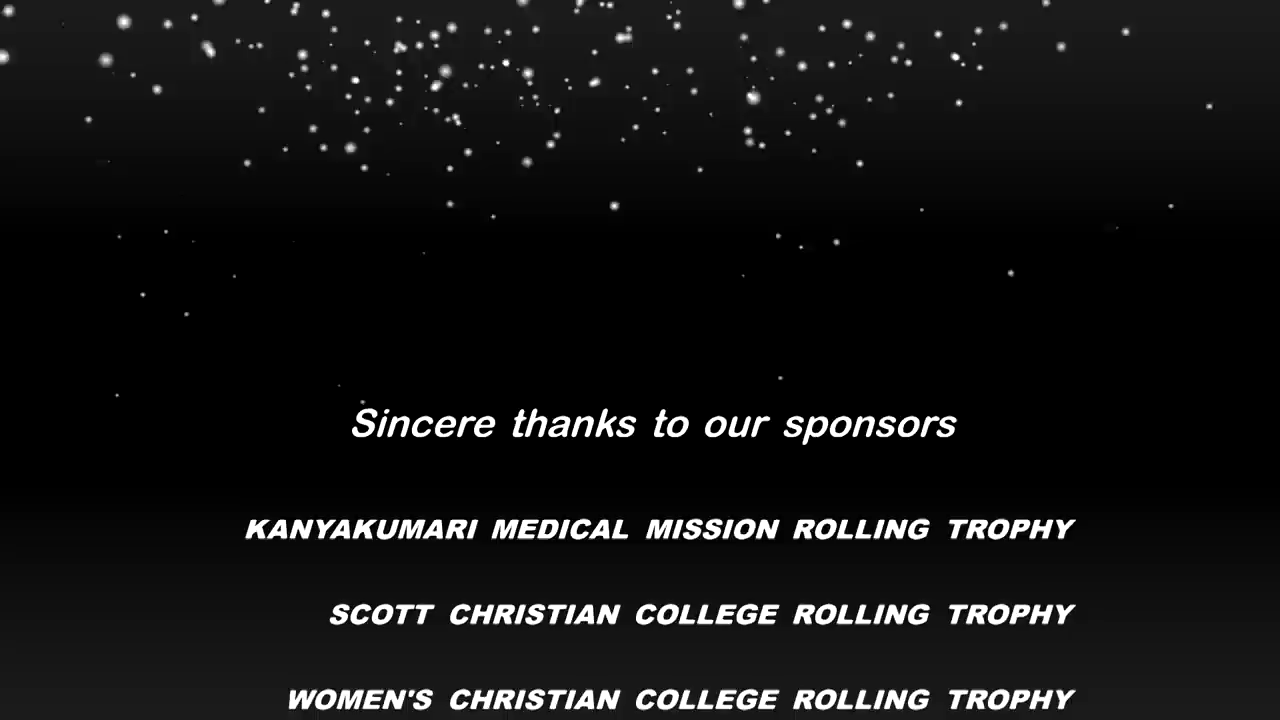 Sincere thanks to our sponsors
KANYAKUMARI MEDICAL MISSION ROLLING TROPHY
SCOTT CHRISTIAN COLLEGE ROLLING TROPHY
WOMEN'S CHRISTIAN COLLEGE ROLLING TROPHY